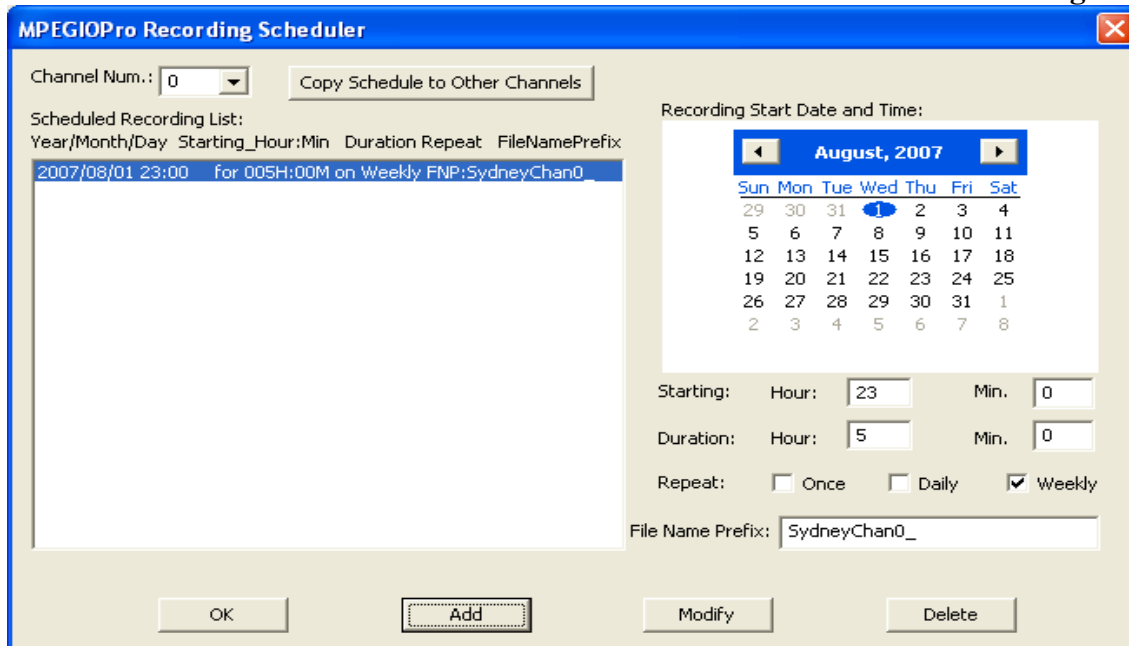 MPEGIOPro Recording Scheduler
Channel Num.: 0
Copy Schedule to Other Channels
Scheduled Recording List:
Year/Month/Day Starting_Hour:Min Duration Repeat FileNamePrefix
2007/08/01 23:00 for 005H:00M on Weekly FNP:SydneyChan0_
Recording Start Date and Time:
August, 2007
Sun Mon Tue Wed Thu Fri Sat
29 30 31 1 2 3 4
5 6 7 8 9 10 11
12 13 14 15 16 17 18
19 20 21 22 23 24 25
26 27 28 29 30 31 1
2 3 4 5 6 7 8
Starting: Hour: 23 Min. 0
Duration: Hour: 5 Min. 0
Repeat: Once Daily Weekly
File Name Prefix: SydneyChan0_
OK Add Modify Delete